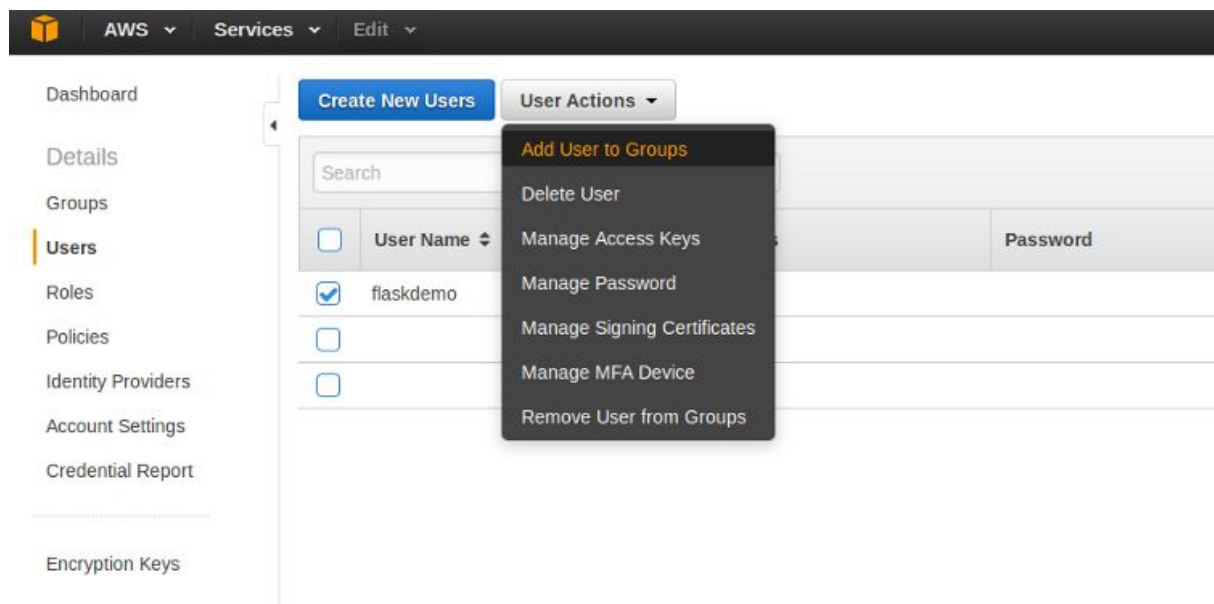 AWS Services Edit
Dashboard
Details
Groups
Users
Roles
Policies
Identity Providers
Account Settings
Credential Report
Encryption Keys
Create New Users User Actions
Add User to Groups
Delete User
Manage Access Keys
Manage Password
Manage Signing Certificates
Manage MFA Device
Remove User from Groups
Search
User Name Password
flaskdemo